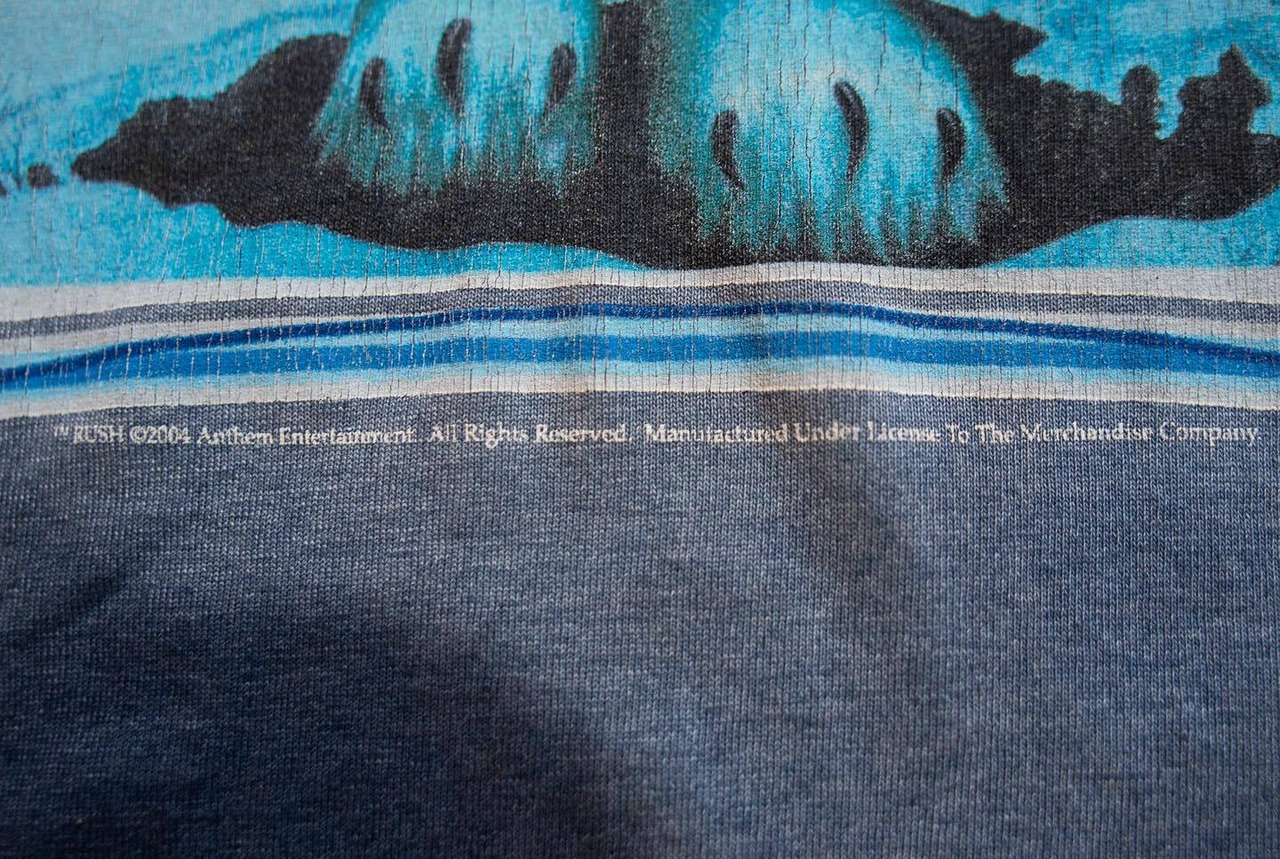 ™ RUSH ©2004 Anthem Entertainment. All Rights Reserved. Manufactured Under License To The Merchandise Company.